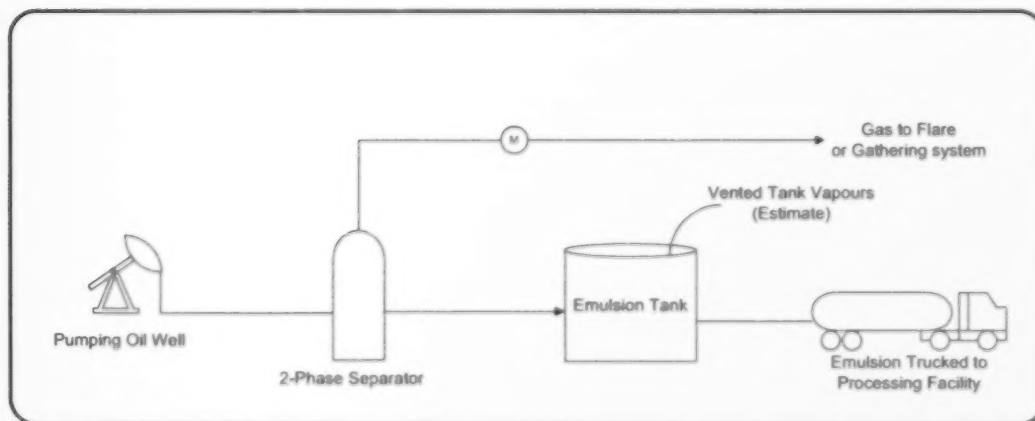 M
Gas to Flare
or Gathering system
Vented Tank Vapours
(Estimate)
Emulsion Tank
Pumping Oil Well
2-Phase Separator
Emulsion Trucked to
Processing Facility